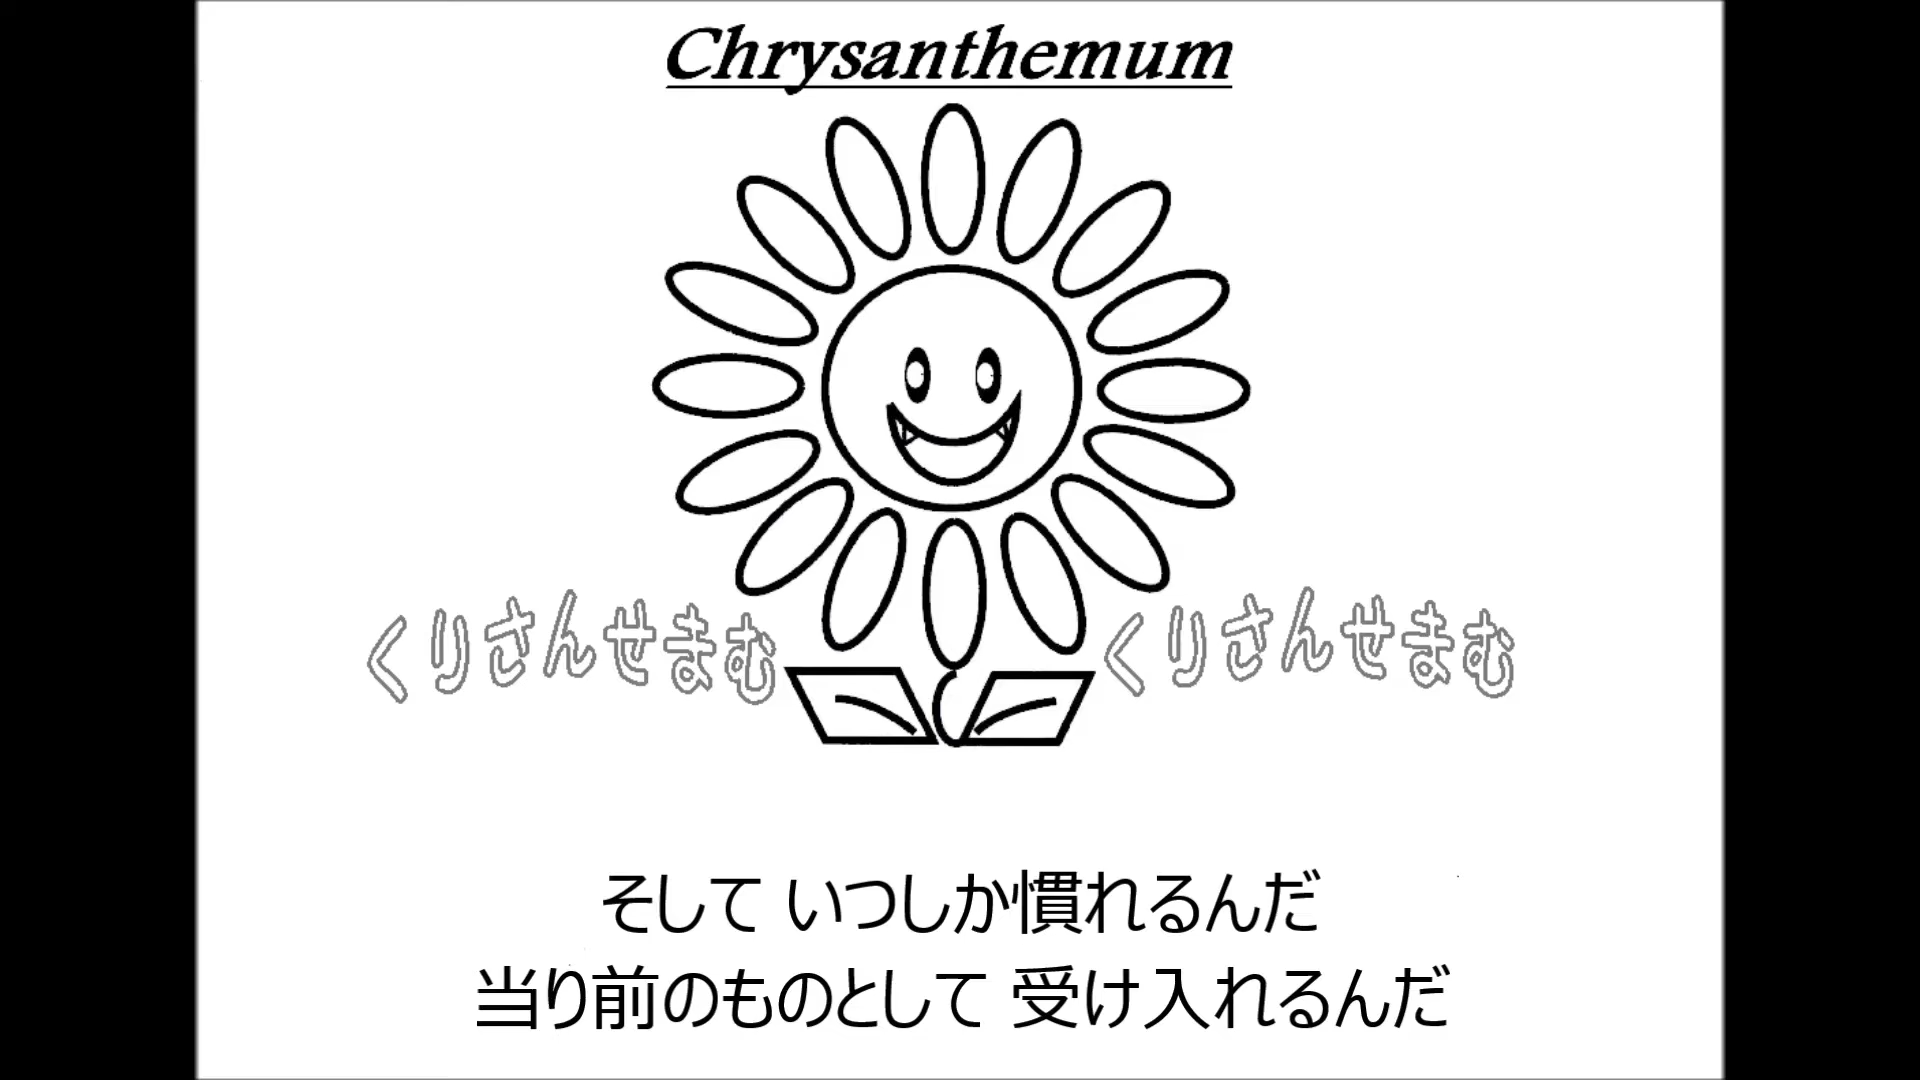 Chrysanthemum
くりさんせまむ
くりさんせまむ
そして いつしか慣れるんだ
当り前のものとして 受け入れるんだ